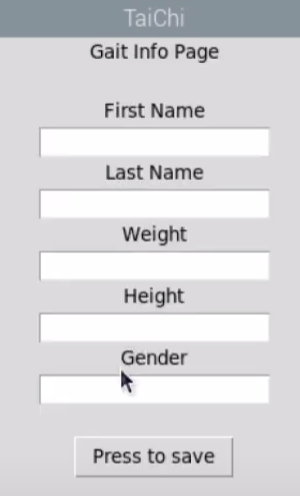 TaiChi
Gait Info Page
First Name
Last Name
Weight
Height
Gender
Press to save